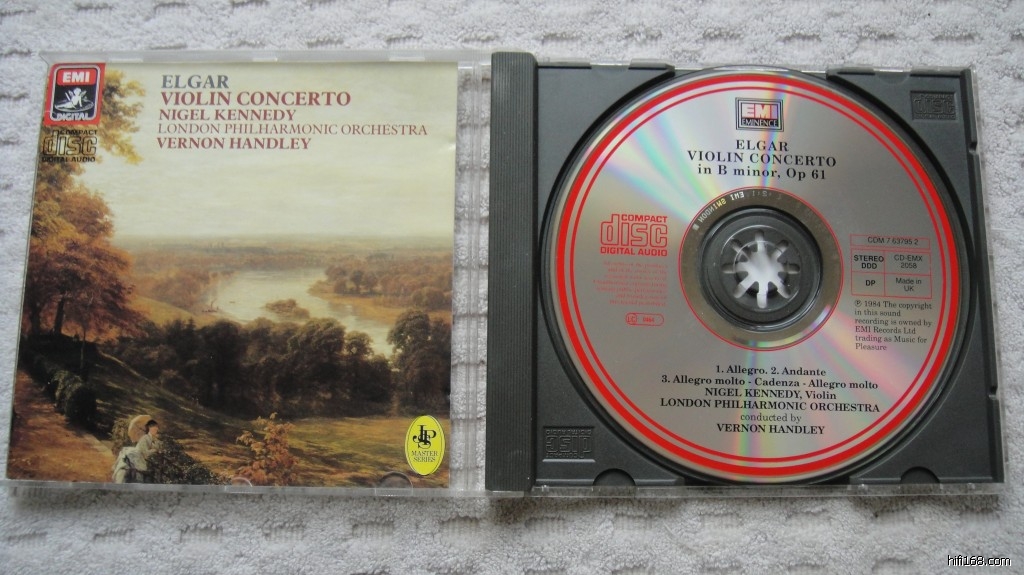 EMI
DIGITAL
COMPACT
disc
DIGITAL AUDIO
ELGAR
VIOLIN CONCERTO
NIGEL KENNEDY
LONDON PHILHARMONIC ORCHESTRA
VERNON HANDLEY
JPS
MASTER
SERIES
EMI
EMINENCE
ELGAR
VIOLIN CONCERTO
in B minor, Op 61
COMPACT
disc
DIGITAL AUDIO
CDM 7 63795 2
STEREO
DDD
CD-EMX
2058
DP
Made in
UK
℗ 1984 The copyright
in this sound
recording is owned by
EMI Records Ltd
trading as Music for
Pleasure
1. Allegro. 2. Andante
3. Allegro molto - Cadenza - Allegro molto
NIGEL KENNEDY, Violin
LONDON PHILHARMONIC ORCHESTRA
conducted by
VERNON HANDLEY
hifi168.com